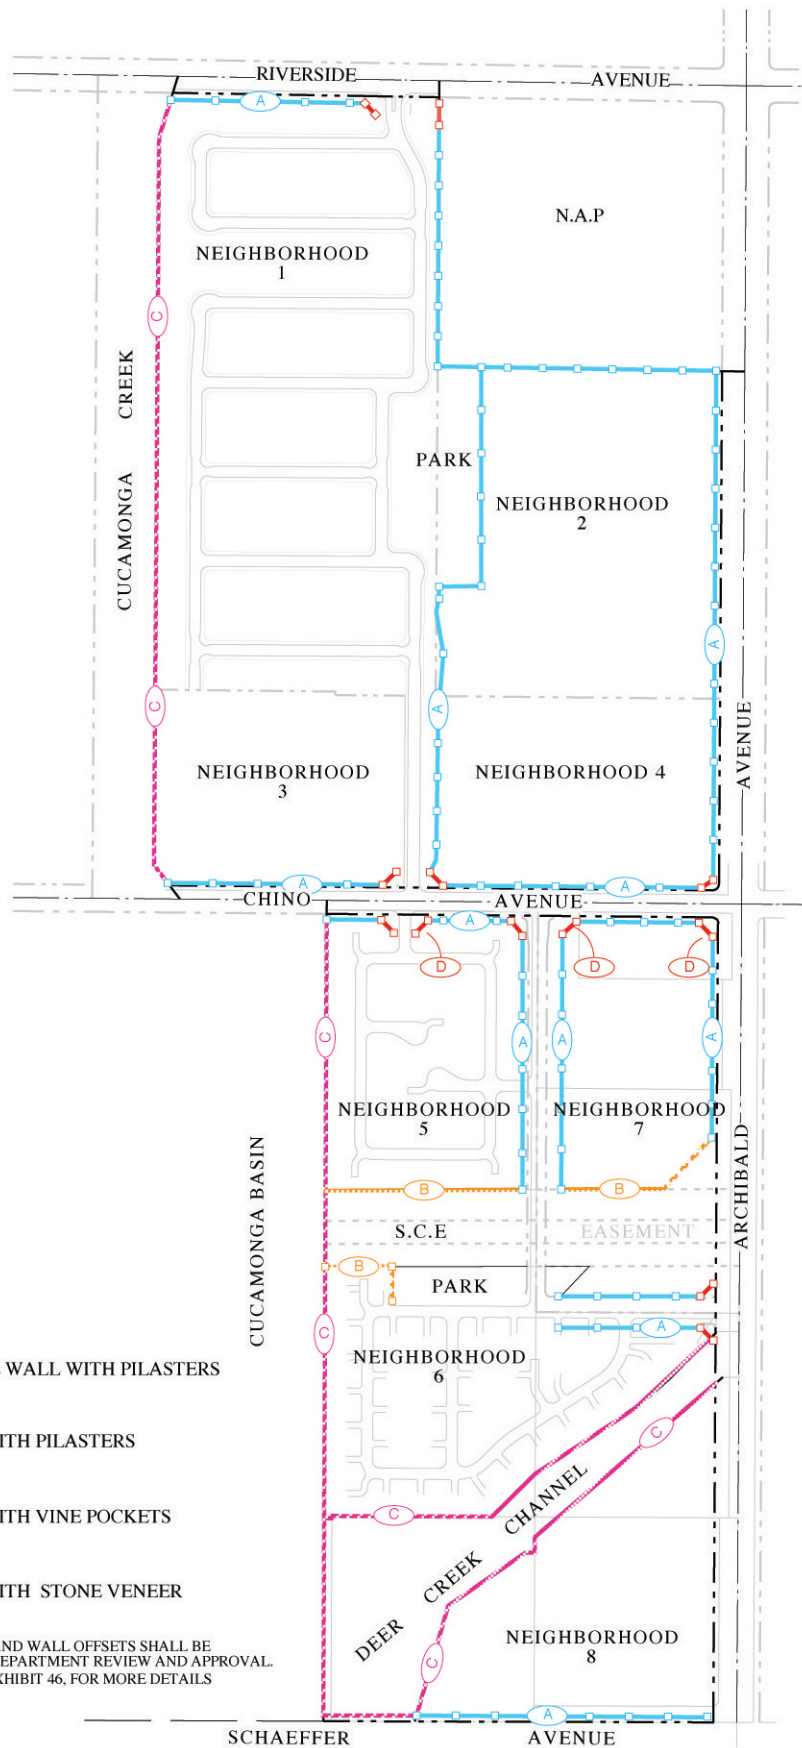 RIVERSIDE AVENUE
A
N.A.P
NEIGHBORHOOD
1
C
CUCAMONGA CREEK
PARK
NEIGHBORHOOD
2
A
C
A
AVENUE
NEIGHBORHOOD
3
NEIGHBORHOOD 4
A
A
CHINO AVENUE
A
D
D
D
C
A
A
A
NEIGHBORHOOD
5
NEIGHBORHOOD
7
ARCHIBALD
CUCAMONGA BASIN
B
B
S.C.E EASEMENT
B
PARK
C
A
NEIGHBORHOOD
6
WALL WITH PILASTERS
C
ITH PILASTERS
C
CHANNEL
ITH VINE POCKETS
CREEK
DEER
ITH STONE VENEER
C
NEIGHBORHOOD
8
ND WALL OFFSETS SHALL BE
EPARTMENT REVIEW AND APPROVAL.
XHIBIT 46, FOR MORE DETAILS
A
SCHAEFFER AVENUE